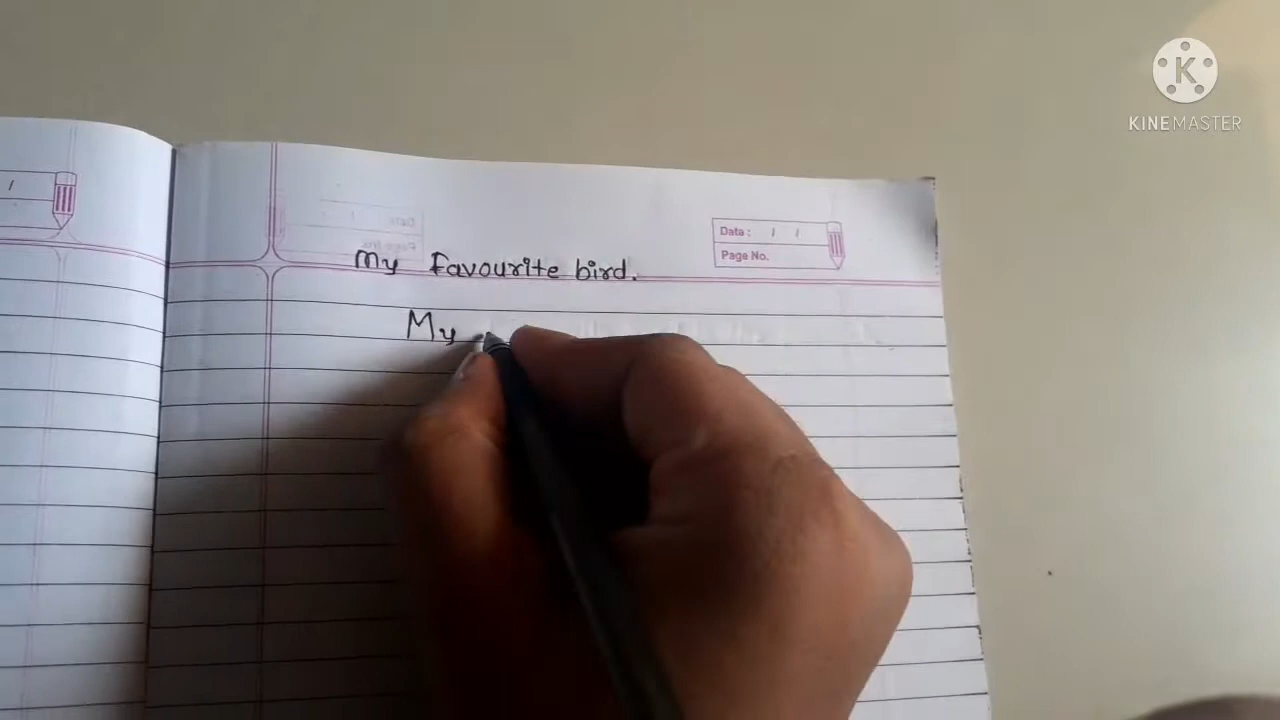 K
KINEMASTER
Data : / /
Page No.
My Favourite bird.
My